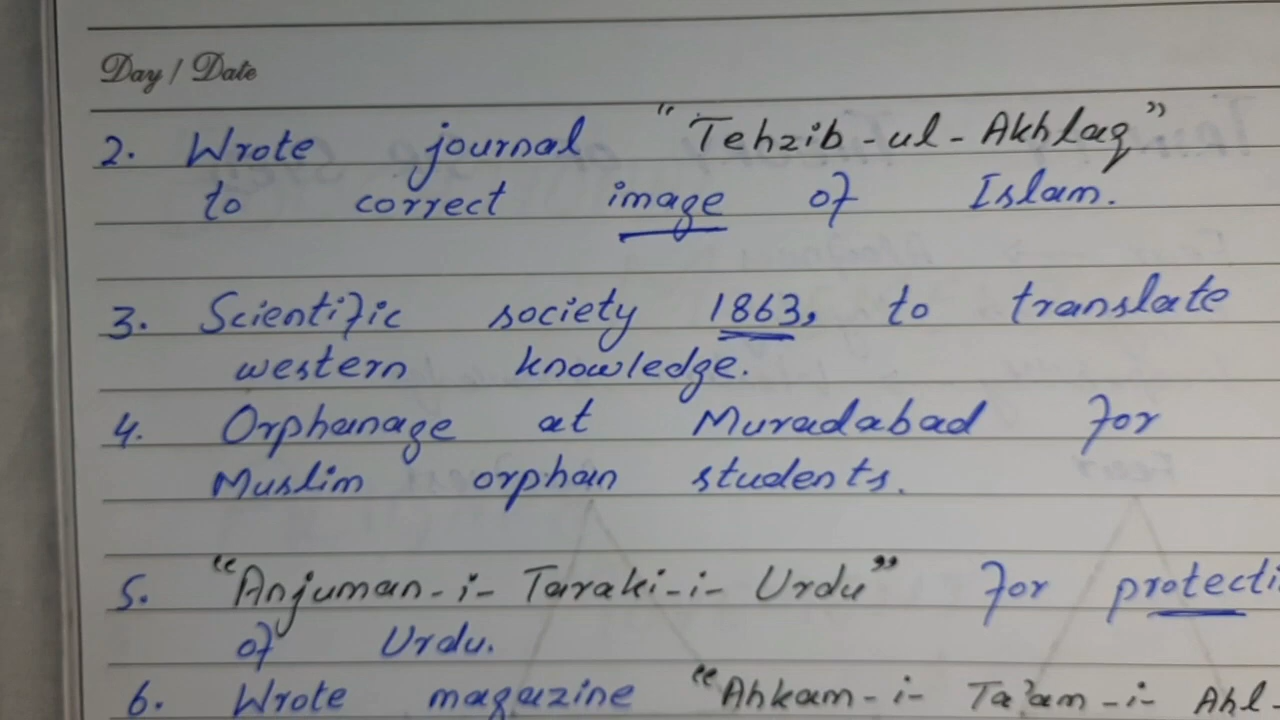 Day / Date
2. Wrote journal "Tehzib-ul-Akhlaq"
to correct image of Islam.
3. Scientific society 1863, to translate
western knowledge.
4. Orphanage at Muradabad for
Muslim orphan students.
5. "Anjuman-i-Taraki-i-Urdu" for protecti
of Urdu.
6. Wrote magazine "Ahkam-i-Ta'am-i-Ahl-